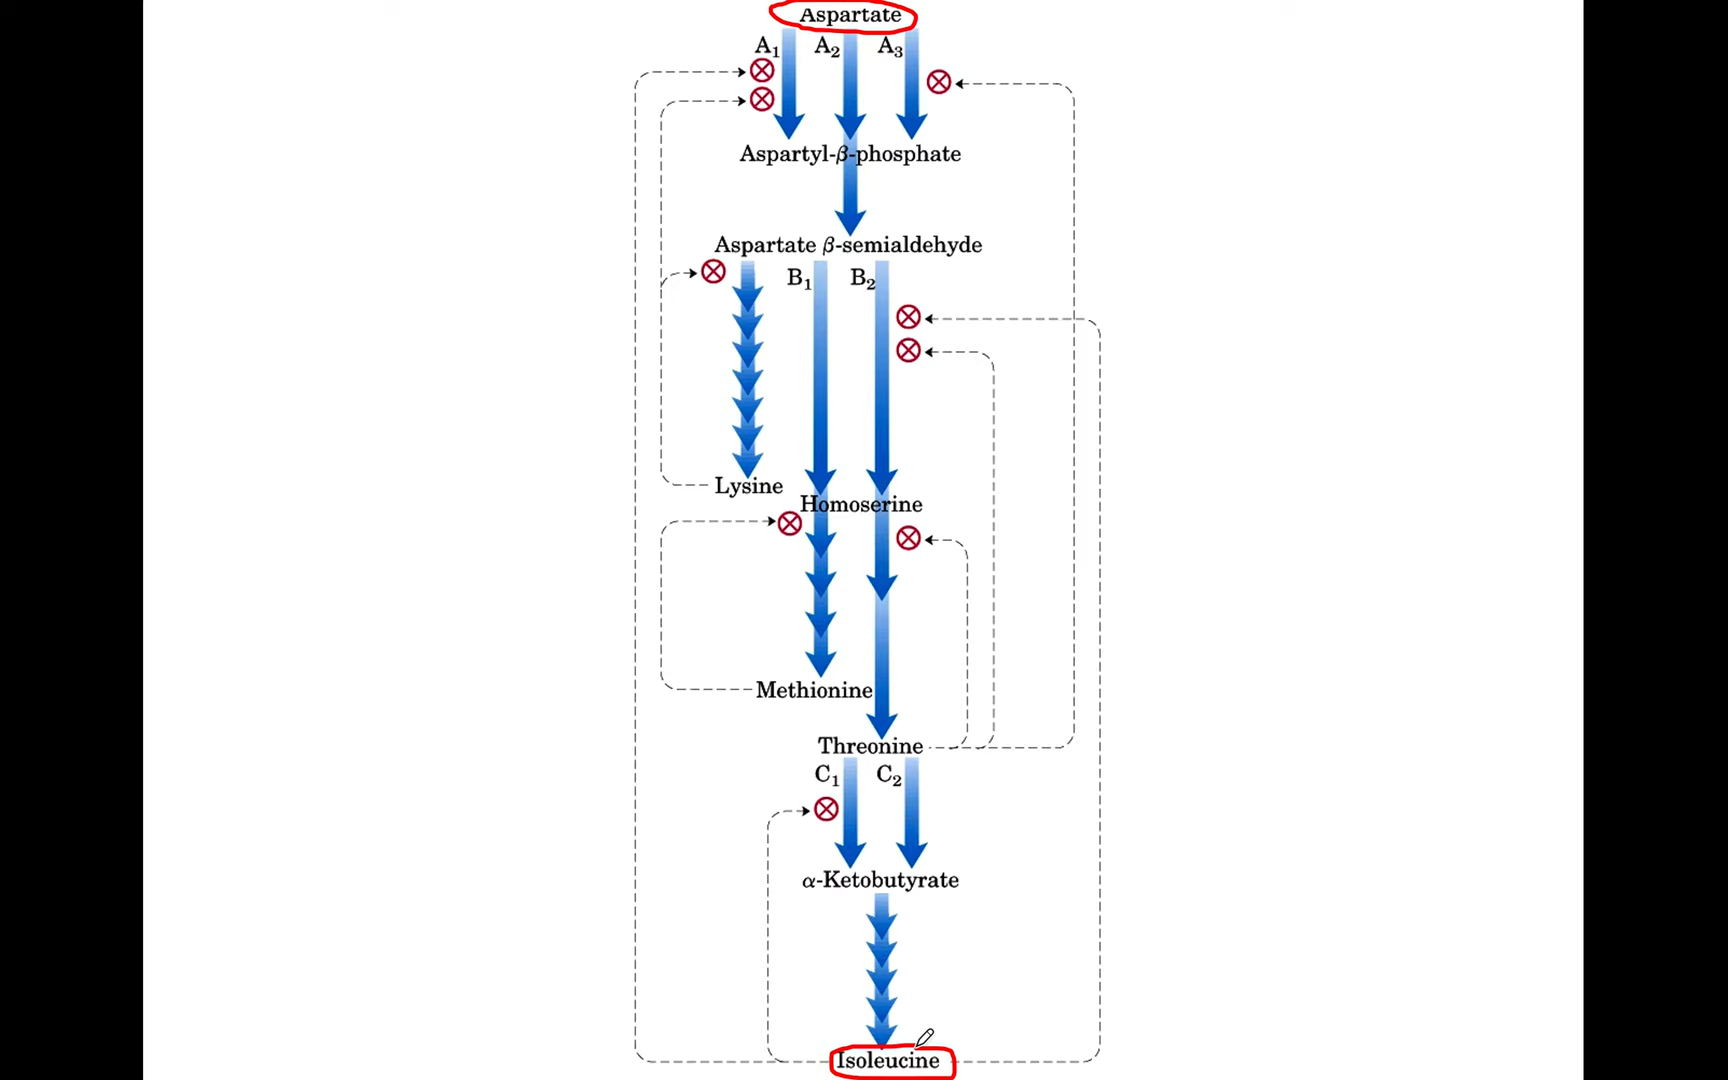 Aspartate
A₁ A₂ A₃
Aspartyl-β-phosphate
Aspartate β-semialdehyde
B₁ B₂
Lysine
Homoserine
Methionine
Threonine
C₁ C₂
α-Ketobutyrate
Isoleucine